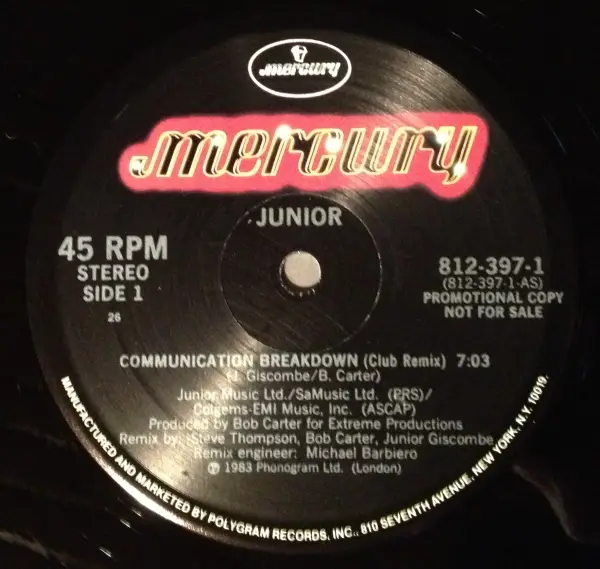 mercury
mercury
JUNIOR
45 RPM
STEREO
SIDE 1
26
812-397-1
(812-397-1-AS)
PROMOTIONAL COPY
NOT FOR SALE
COMMUNICATION BREAKDOWN (Club Remix) 7:03
(J. Giscombe/B. Carter)
Junior Music Ltd./SaMusic Ltd. (PRS)/
Colgems-EMI Music, Inc. (ASCAP)
Produced by Bob Carter for Extreme Productions
Remix by: Steve Thompson, Bob Carter, Junior Giscombe
Remix engineer: Michael Barbiero
℗ 1983 Phonogram Ltd. (London)
MANUFACTURED AND MARKETED BY POLYGRAM RECORDS, INC., 810 SEVENTH AVENUE, NEW YORK, N.Y. 10019.